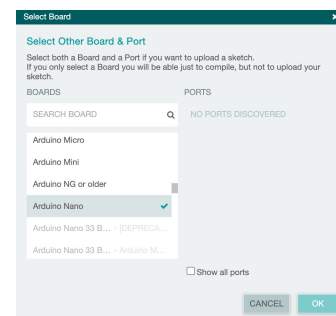 Select Board
Select Other Board & Port
Select both a Board and a Port if you want to upload a sketch.
If you only select a Board you will be able just to compile, but not to upload your
sketch.
BOARDS
PORTS
SEARCH BOARD
NO PORTS DISCOVERED
Arduino Micro
Arduino Mini
Arduino NG or older
Arduino Nano
Arduino Nano 33 B... - [DEPRECA...
Arduino Nano 33 B... - Arduino M...
Show all ports
CANCEL
OK